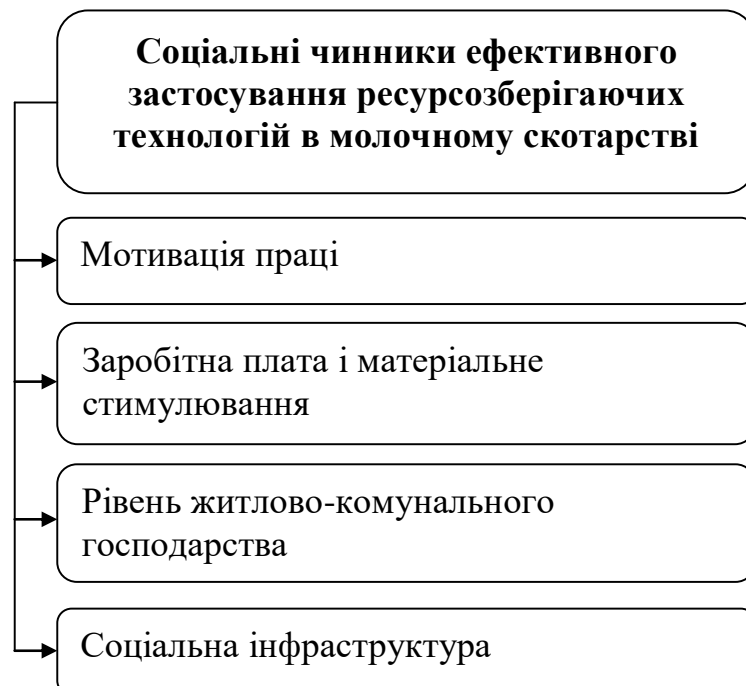 Соціальні чинники ефективного
застосування ресурсозберігаючих
технологій в молочному скотарстві
Мотивація праці
Заробітна плата і матеріальне
стимулювання
Рівень житлово-комунального
господарства
Соціальна інфраструктура